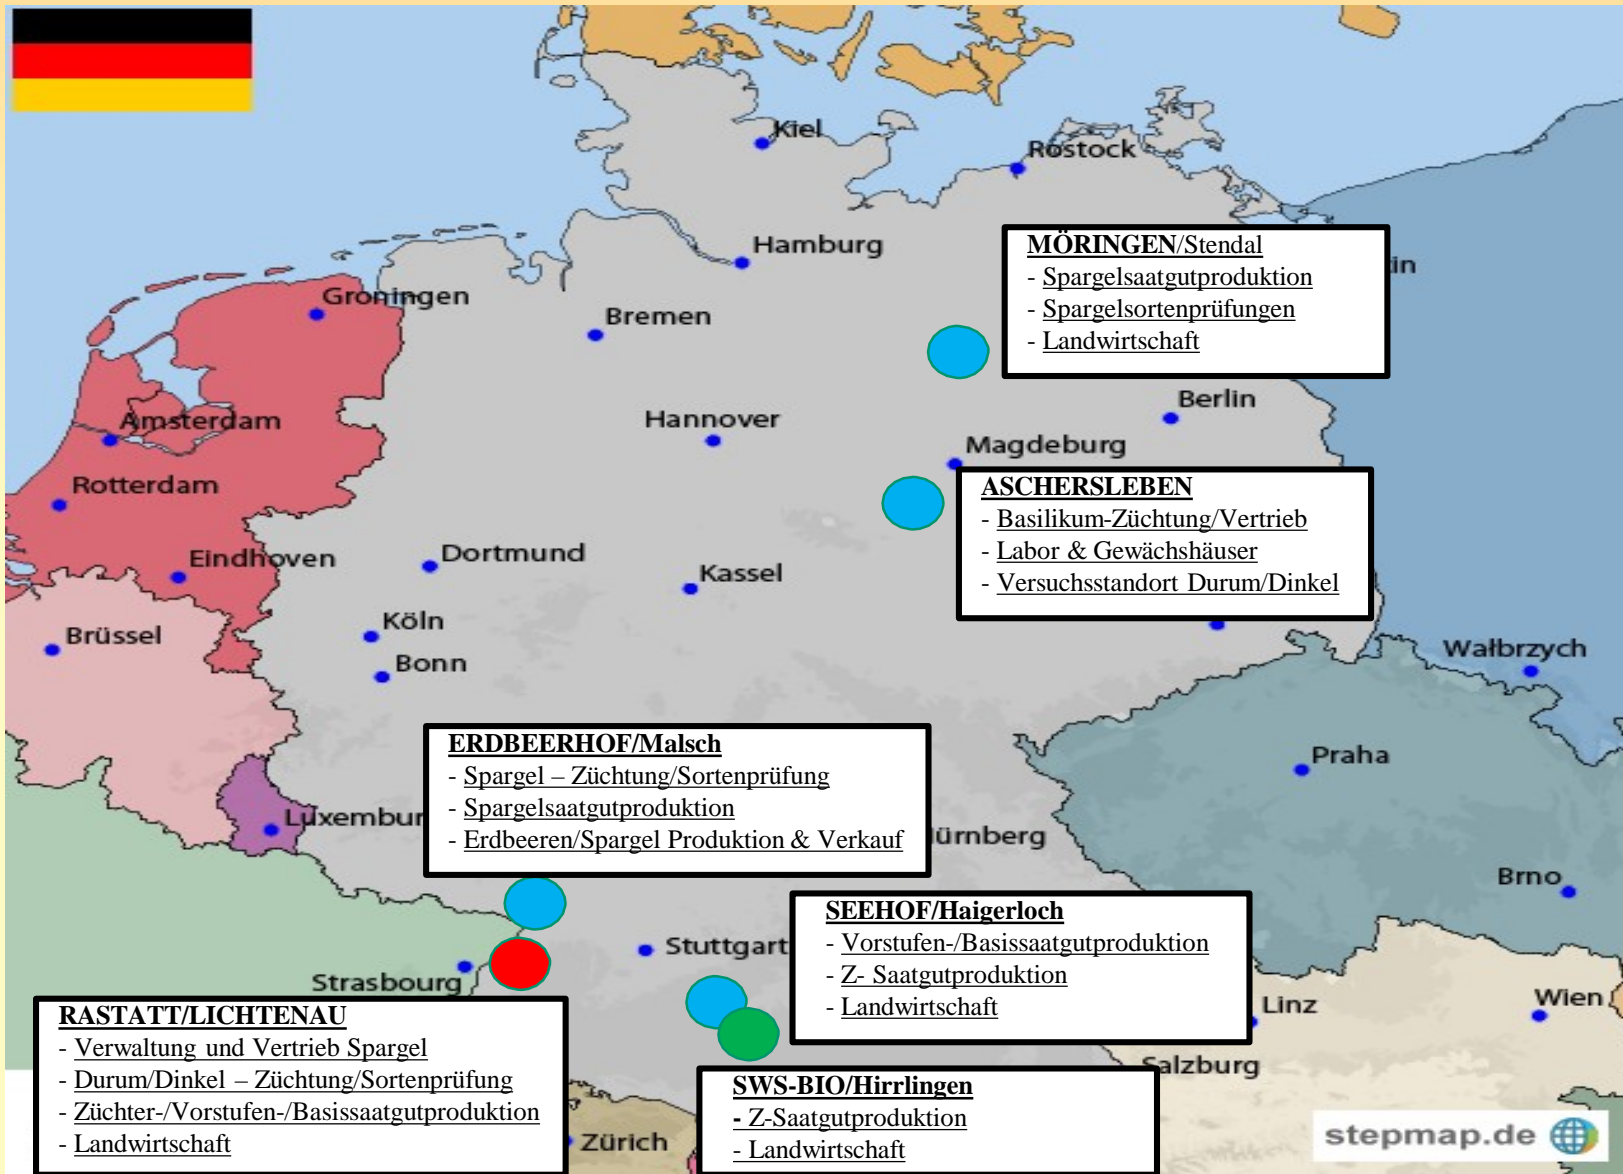 Kiel
Rostock
Hamburg
MÖRINGEN/Stendal
- Spargelsaatgutproduktion
- Spargelsortenprüfungen
- Landwirtschaft
in
Groningen
Bremen
Berlin
Amsterdam
Hannover
Magdeburg
Rotterdam
ASCHERSLEBEN
- Basilikum-Züchtung/Vertrieb
- Labor & Gewächshäuser
- Versuchsstandort Durum/Dinkel
Eindhoven
Dortmund
Kassel
Köln
Brüssel
Bonn
Wałbrzych
ERDBEERHOF/Malsch
- Spargel – Züchtung/Sortenprüfung
- Spargelsaatgutproduktion
- Erdbeeren/Spargel Produktion & Verkauf
Praha
Luxembur
ürnberg
Brno
SEEHOF/Haigerloch
- Vorstufen-/Basissaatgutproduktion
- Z- Saatgutproduktion
- Landwirtschaft
Stuttgart
Strasbourg
Linz
Wien
RASTATT/LICHTENAU
- Verwaltung und Vertrieb Spargel
- Durum/Dinkel – Züchtung/Sortenprüfung
- Züchter-/Vorstufen-/Basissaatgutproduktion
- Landwirtschaft
Salzburg
SWS-BIO/Hirrlingen
- Z-Saatgutproduktion
- Landwirtschaft
Zürich
stepmap.de